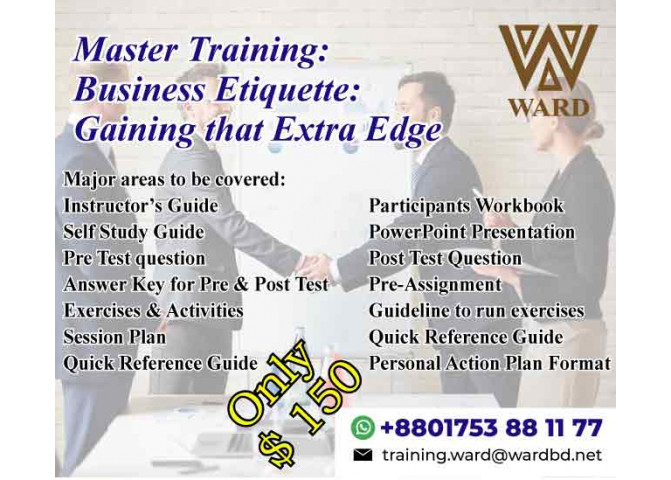 Master Training:
Business Etiquette:
Gaining that Extra Edge
WARD
Major areas to be covered:
Instructor's Guide
Self Study Guide
Pre Test question
Answer Key for Pre & Post Test
Exercises & Activities
Session Plan
Quick Reference Guide
Participants Workbook
PowerPoint Presentation
Post Test Question
Pre-Assignment
Guideline to run exercises
Quick Reference Guide
Personal Action Plan Format
Only
$ 150
+8801753 88 11 77
training.ward@wardbd.net